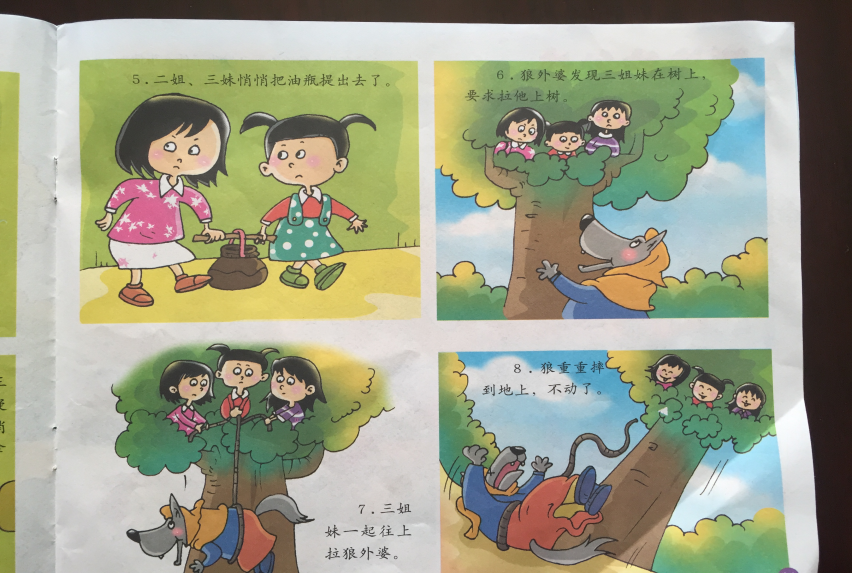 5.二姐、三妹悄悄把油瓶提出去了。
6.狼外婆发现三姐妹在树上，
要求拉他上树。
7.三姐
妹一起往上
拉狼外婆。
8.狼重重摔
到地上，不动了。